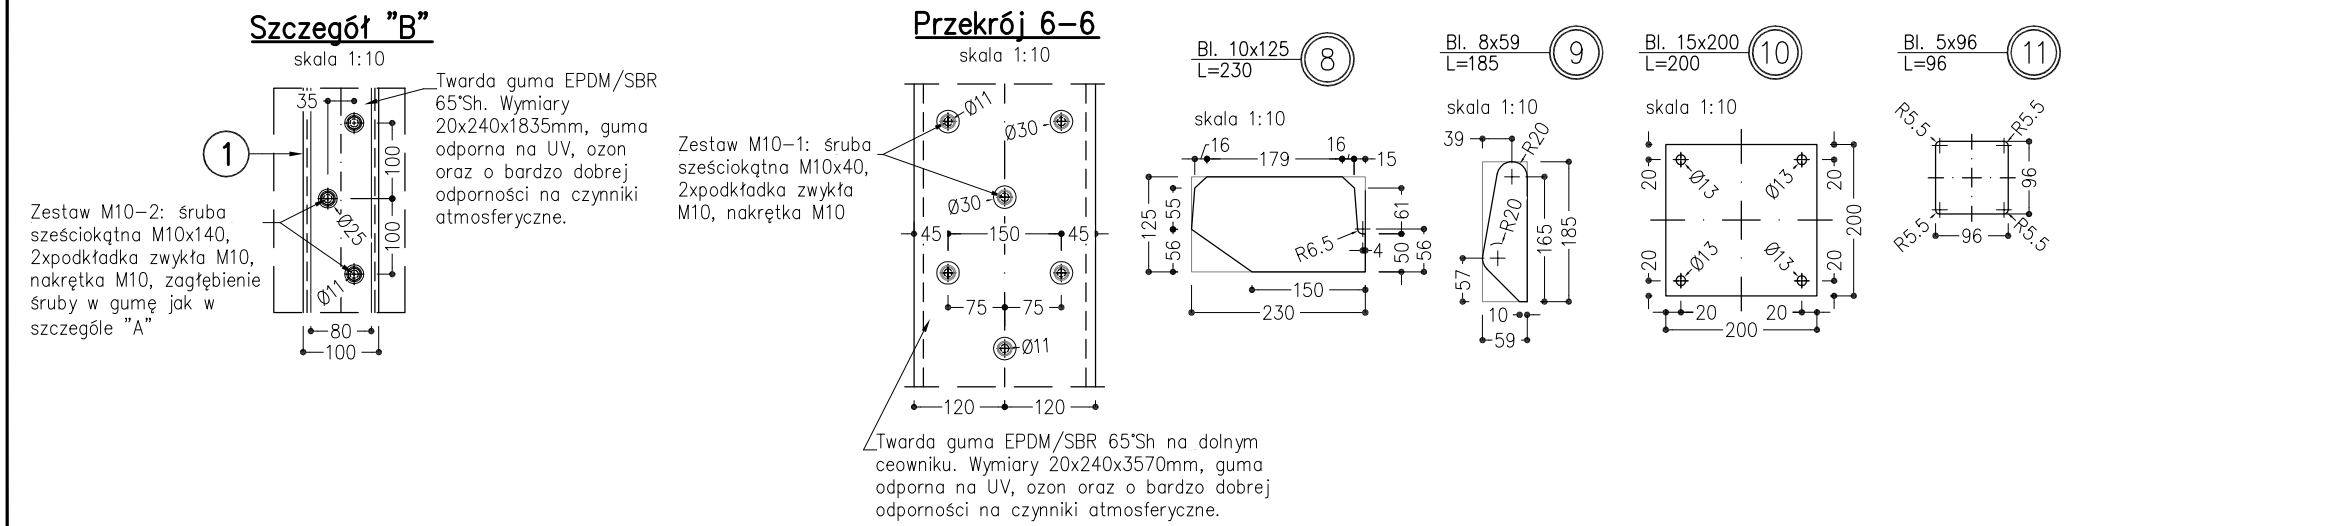 Szczegół "B"
skala 1:10
35
Twarda guma EPDM/SBR
65°Sh. Wymiary
20x240x1835mm, guma
odporna na UV, ozon
oraz o bardzo dobrej
odporności na czynniki
atmosferyczne.
1
100
100
Ø25
Ø11
Zestaw M10-2: śruba
sześciokątna M10x140,
2xpodkładka zwykła M10,
nakrętka M10, zagłębienie
śruby w gumę jak w
szczególe "A"
80
100
Przekrój 6-6
skala 1:10
Ø11
Ø30
Zestaw M10-1: śruba
sześciokątna M10x40,
2xpodkładka zwykła
M10, nakrętka M10
Ø30
45 150 45
75 75
Ø11
120 120
Twarda guma EPDM/SBR 65°Sh na dolnym
ceowniku. Wymiary 20x240x3570mm, guma
odporna na UV, ozon oraz o bardzo dobrej
odporności na czynniki atmosferyczne.
Bl. 10x125
L=230
8
skala 1:10
16 179 16 15
125
55
56
61
50
56
R6.5
4
150
230
Bl. 8x59
L=185
9
skala 1:10
39
R20
R20
57
165
185
10
59
Bl. 15x200
L=200
10
skala 1:10
20
Ø13
Ø13
20
200
20
Ø13
Ø13
20
20 20
200
Bl. 5x96
L=96
11
R5.5
R5.5
96
R5.5
R5.5
96